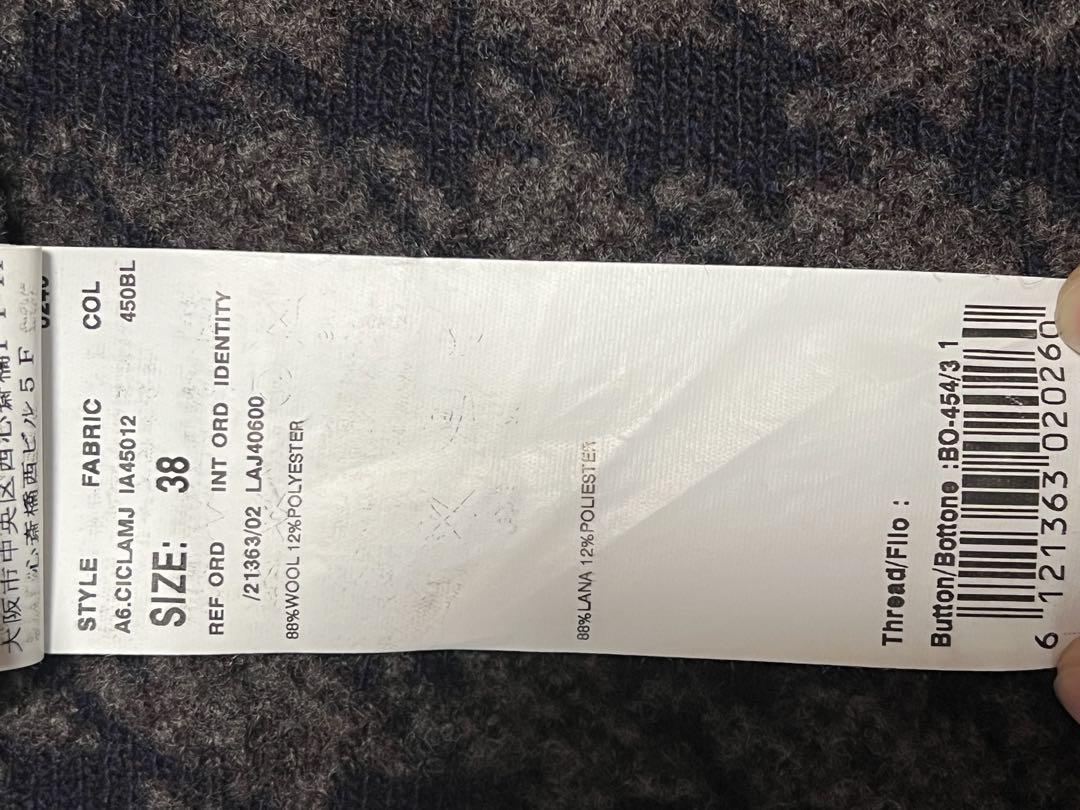 大阪市中央区西心斎橋1
心斎橋西ビル5F
STYLE FABRIC COL
A6.CICLAMJ IA45012 450BL
SIZE: 38
REF ORD INT ORD IDENTITY
/21363/02 LAJ40600
88%WOOL 12%POLYESTER
88%LANA 12%POLIESTER
Thread/Filo :
Button/Bottone :BO-454/3 1
6 121363 020260